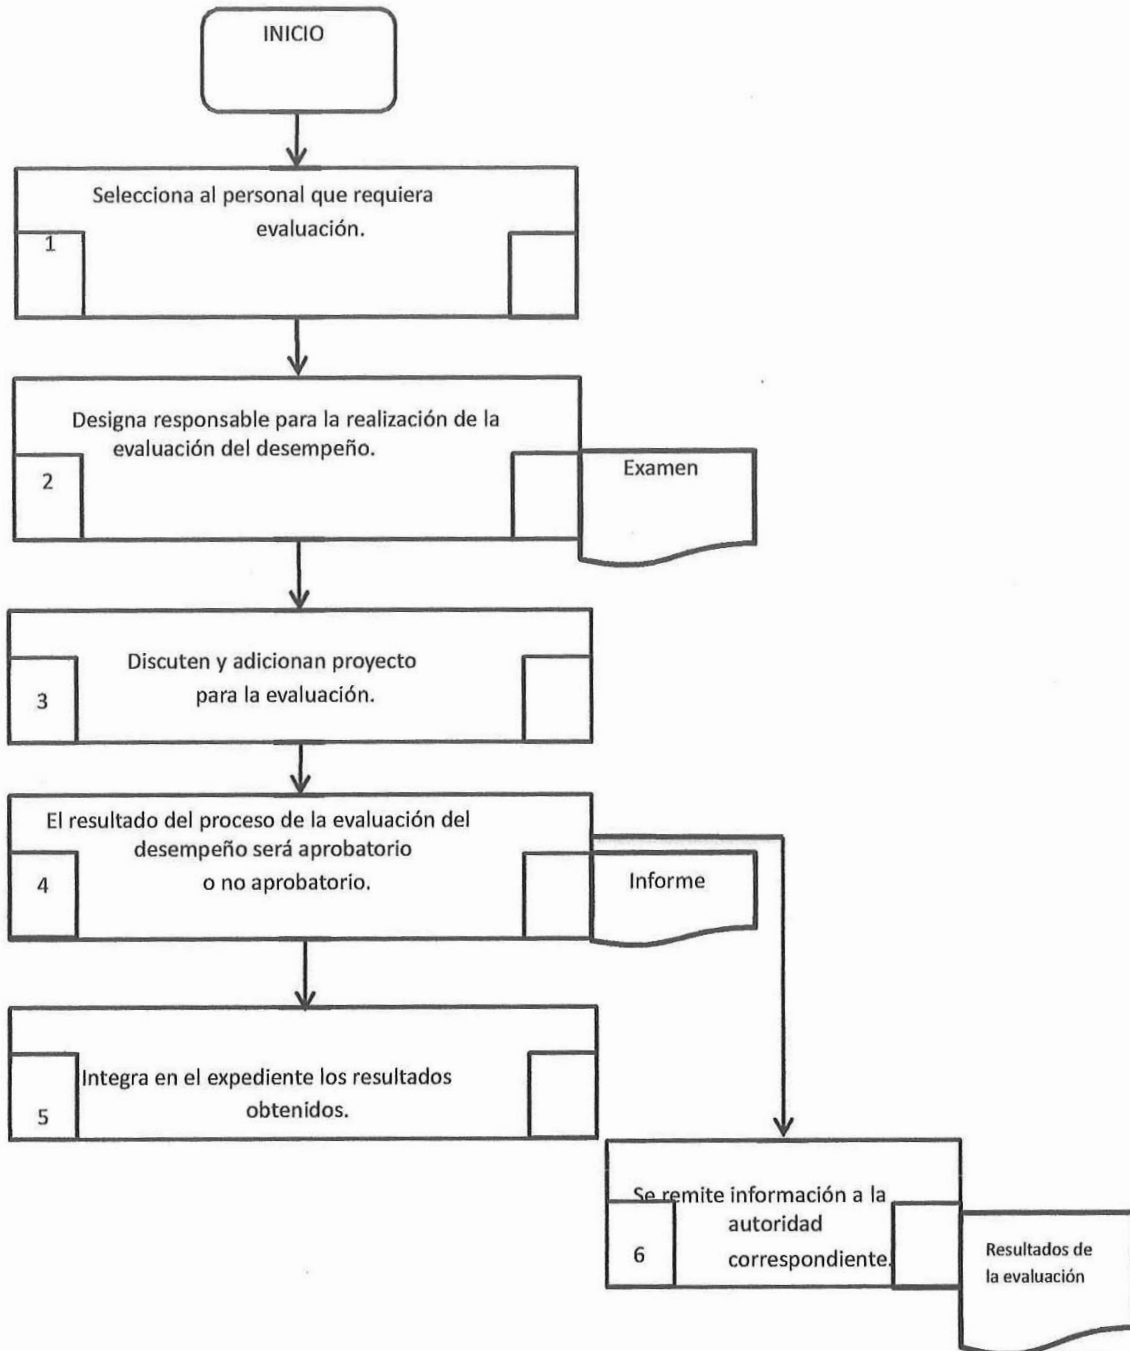 INICIO
Selecciona al personal que requiera
evaluación.
1
Designa responsable para la realización de la
evaluación del desempeño.
2
Examen
Discuten y adicionan proyecto
para la evaluación.
3
El resultado del proceso de la evaluación del
desempeño será aprobatorio
o no aprobatorio.
4
Informe
Integra en el expediente los resultados
obtenidos.
5
Se remite información a la
autoridad
correspondiente.
6
Resultados de
la evaluación